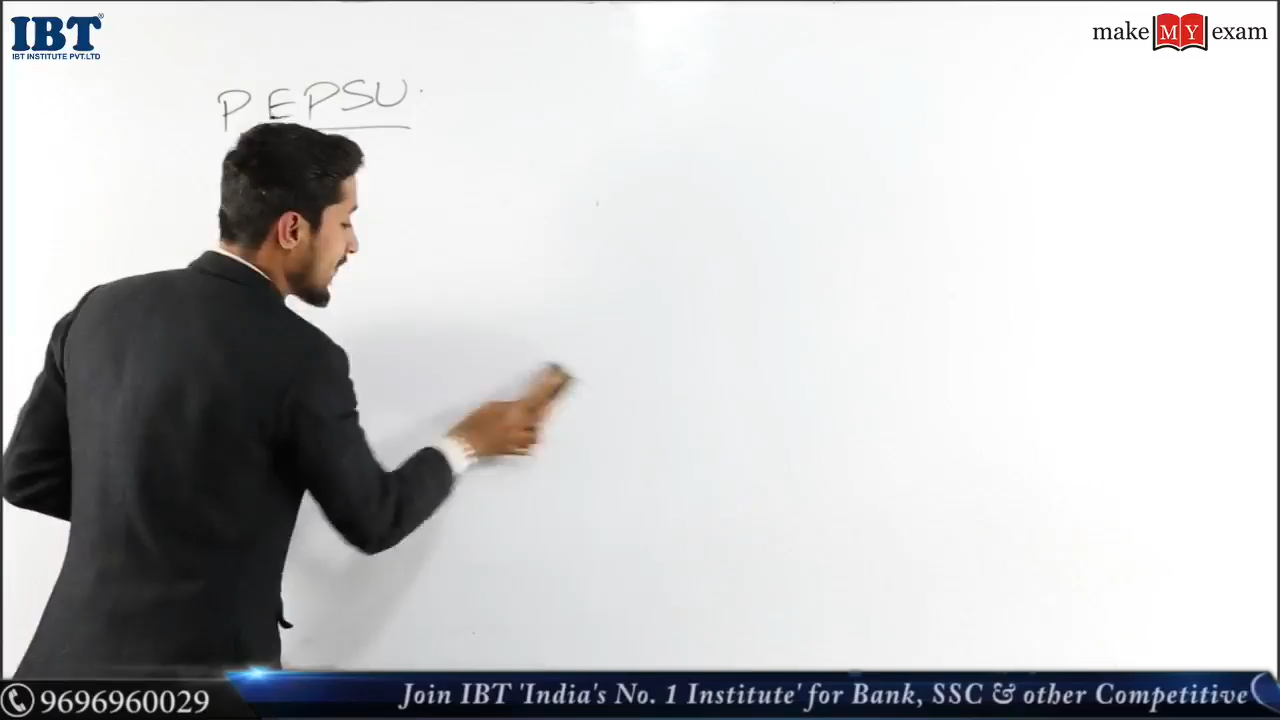 IBT®
IBT INSTITUTE PVT.LTD
make MY exam
PEPSU.
9696960029
Join IBT 'India's No. 1 Institute' for Bank, SSC & other Competitive